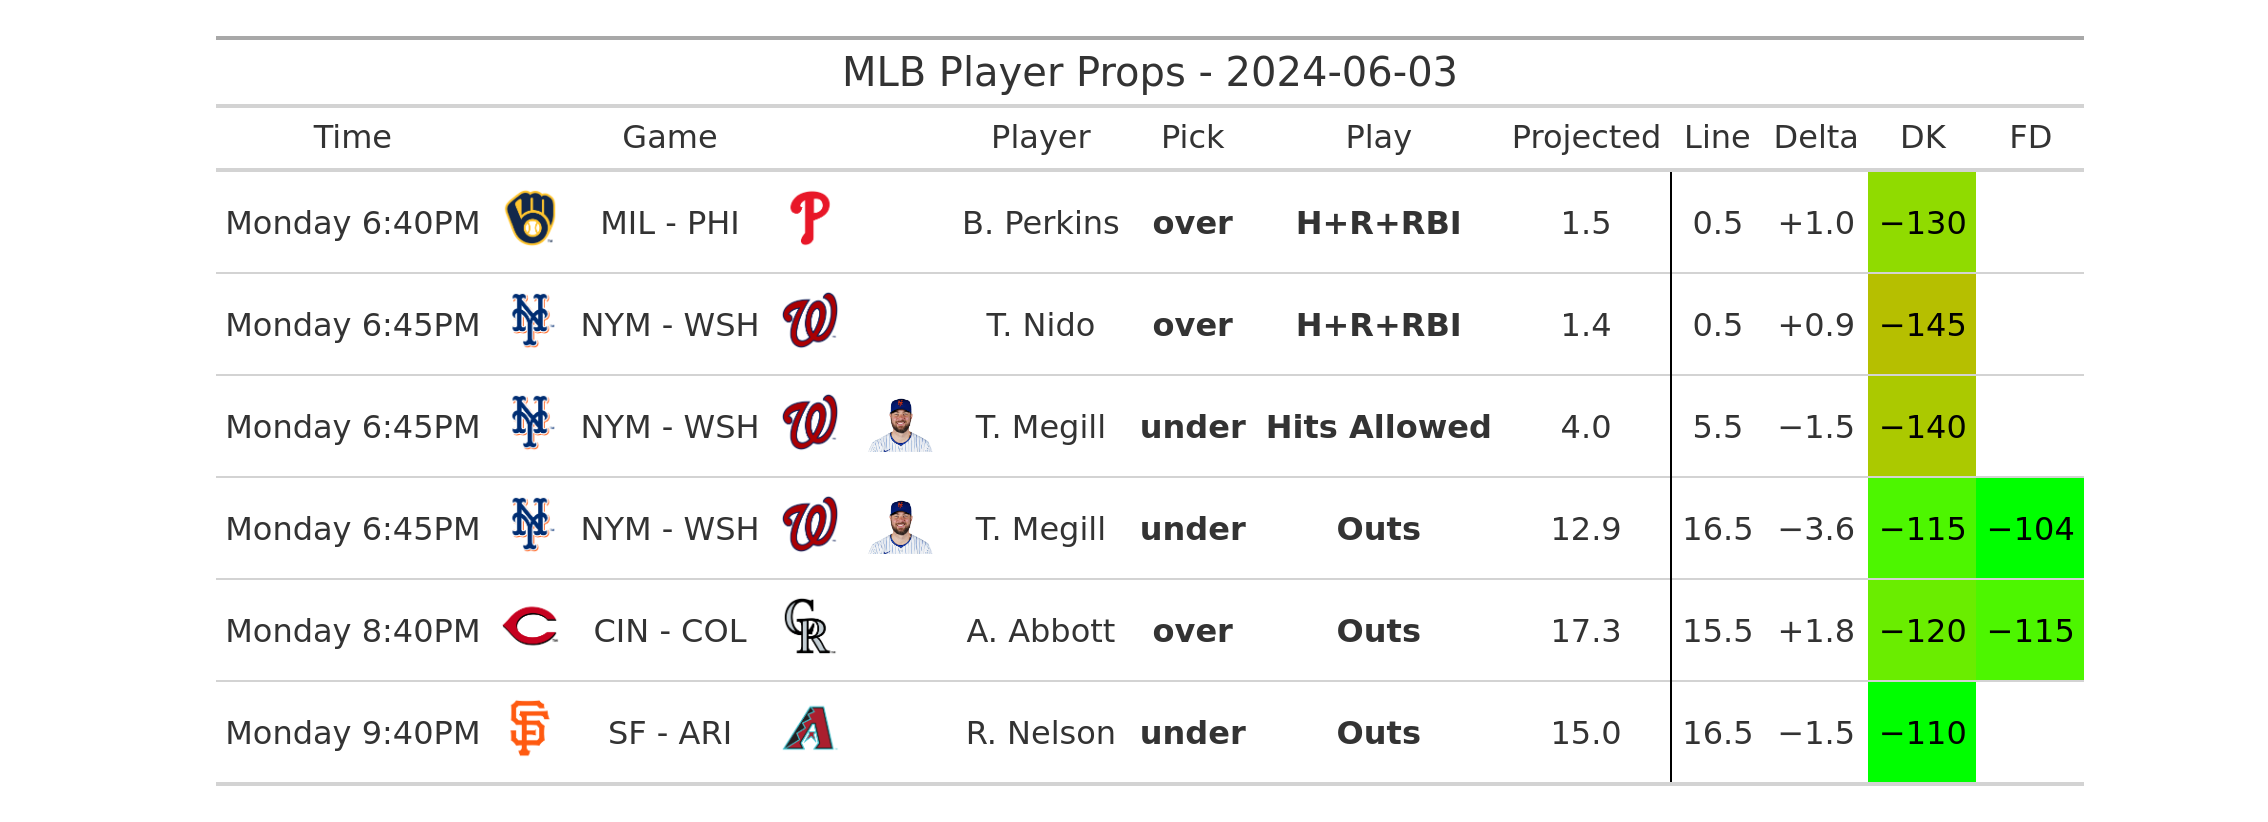 MLB Player Props - 2024-06-03
Time Game Player Pick Play Projected Line Delta DK FD
Monday 6:40PM MIL - PHI B. Perkins over H+R+RBI 1.5 0.5 +1.0 −130
Monday 6:45PM NYM - WSH T. Nido over H+R+RBI 1.4 0.5 +0.9 −145
Monday 6:45PM NYM - WSH T. Megill under Hits Allowed 4.0 5.5 −1.5 −140
Monday 6:45PM NYM - WSH T. Megill under Outs 12.9 16.5 −3.6 −115 −104
Monday 8:40PM CIN - COL A. Abbott over Outs 17.3 15.5 +1.8 −120 −115
Monday 9:40PM SF - ARI R. Nelson under Outs 15.0 16.5 −1.5 −110